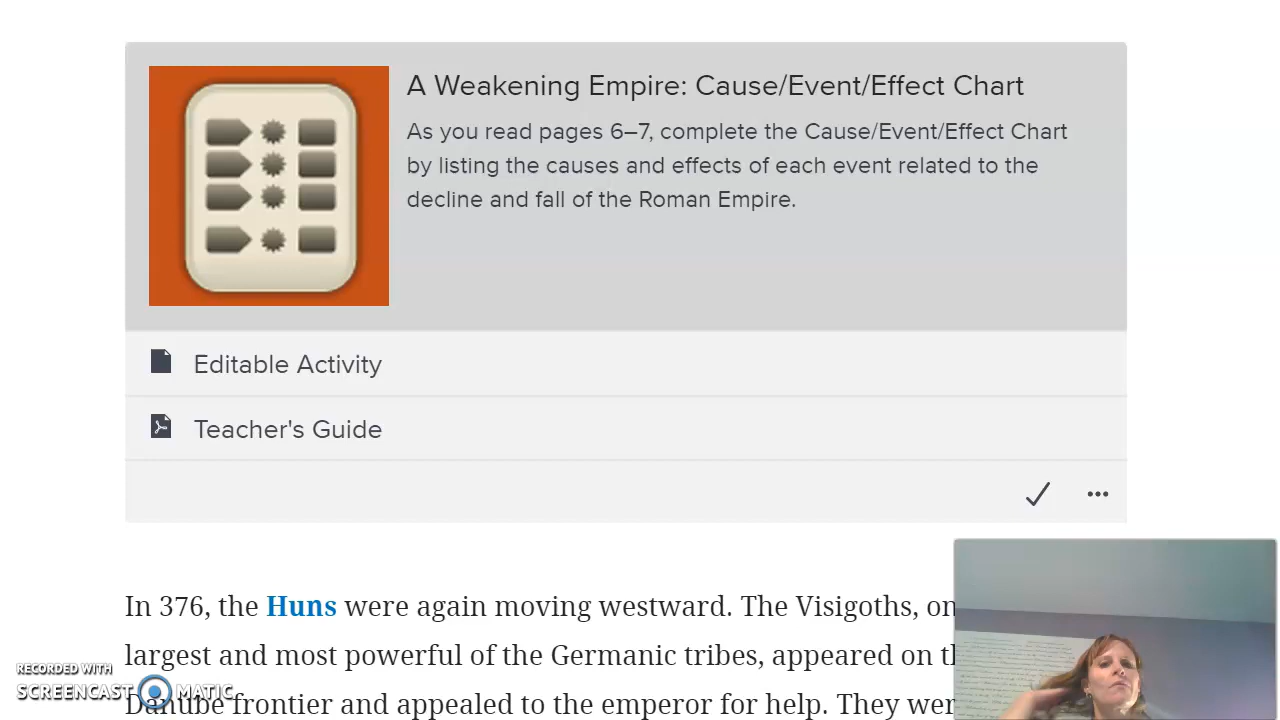 A Weakening Empire: Cause/Event/Effect Chart
As you read pages 6–7, complete the Cause/Event/Effect Chart
by listing the causes and effects of each event related to the
decline and fall of the Roman Empire.
Editable Activity
Teacher's Guide
In 376, the Huns were again moving westward. The Visigoths,
largest and most powerful of the Germanic tribes, appeared on
Danube frontier and appealed to the emperor for help. They
RECORDED WITH
SCREENCAST MATIC